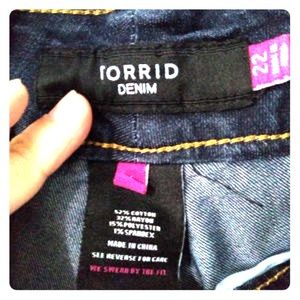 TORRID
DENIM
22
52% COTTON
32% RAYON
15% POLYESTER
1% SPANDEX
MADE IN CHINA
SEE REVERSE FOR CARE
WE SWEAR BY THE FIT